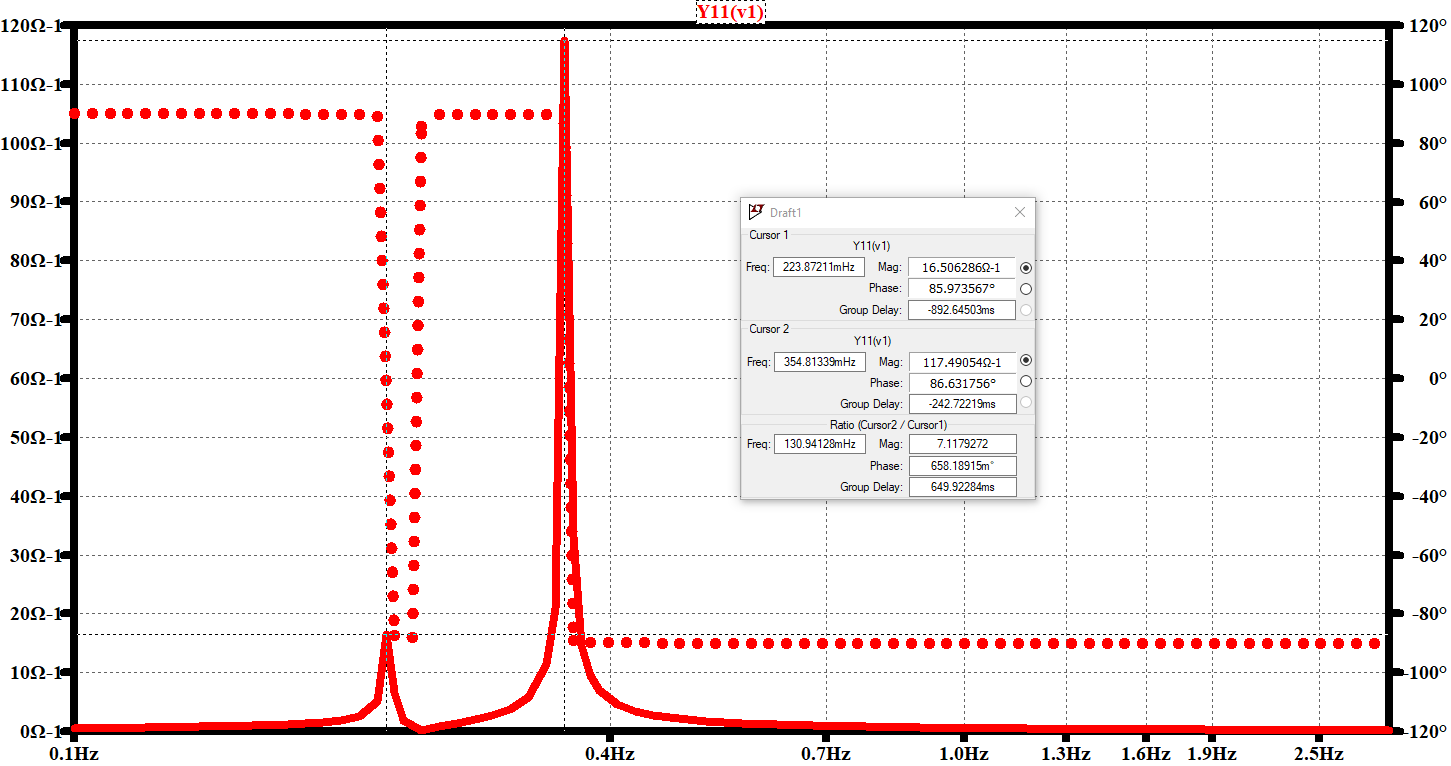 Y11(v1)
120Ω-1 120°
110Ω-1 100°
100Ω-1 80°
90Ω-1 60°
80Ω-1 40°
70Ω-1 20°
60Ω-1 0°
50Ω-1 -20°
40Ω-1 -40°
30Ω-1 -60°
20Ω-1 -80°
10Ω-1 -100°
0Ω-1 -120°
0.1Hz 0.4Hz 0.7Hz 1.0Hz 1.3Hz 1.6Hz 1.9Hz 2.5Hz
Draft1
Cursor 1
Y11(v1)
Freq: 223.87211mHz Mag: 16.506286Ω-1
Phase: 85.973567°
Group Delay: -892.64503ms
Cursor 2
Y11(v1)
Freq: 354.81339mHz Mag: 117.49054Ω-1
Phase: 86.631756°
Group Delay: -242.72219ms
Ratio (Cursor2 / Cursor1)
Freq: 130.94128mHz Mag: 7.1179272
Phase: 658.18915m°
Group Delay: 649.92284ms